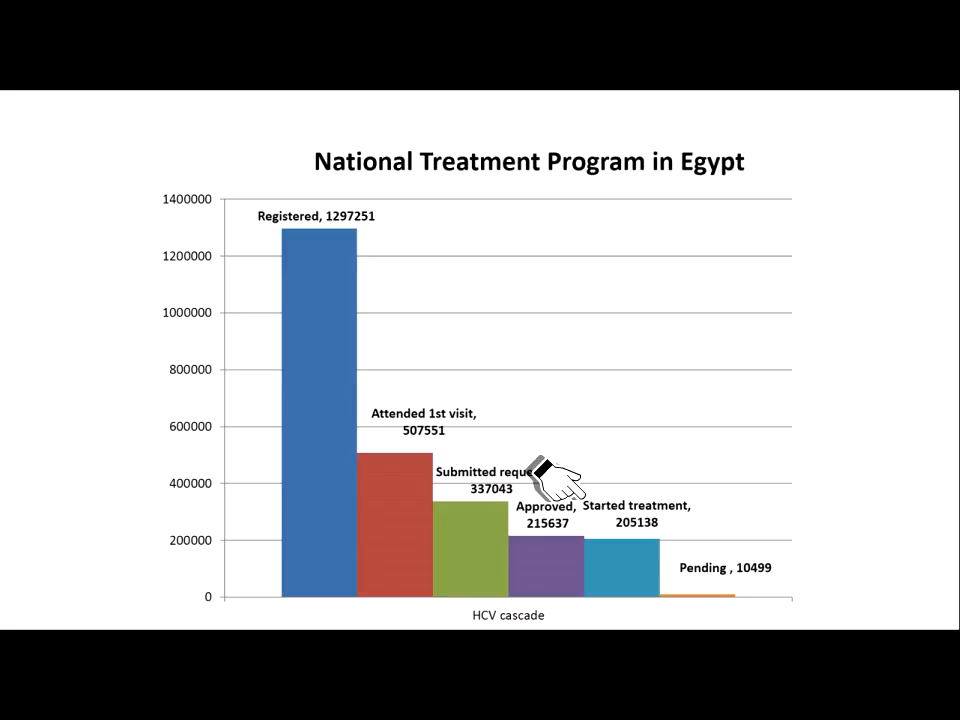 National Treatment Program in Egypt
1400000
Registered, 1297251
1200000
1000000
800000
Attended 1st visit,
507551
600000
Submitted
337043
400000
Approved,
215637
Started treatment,
205138
200000
Pending , 10499
0
HCV cascade